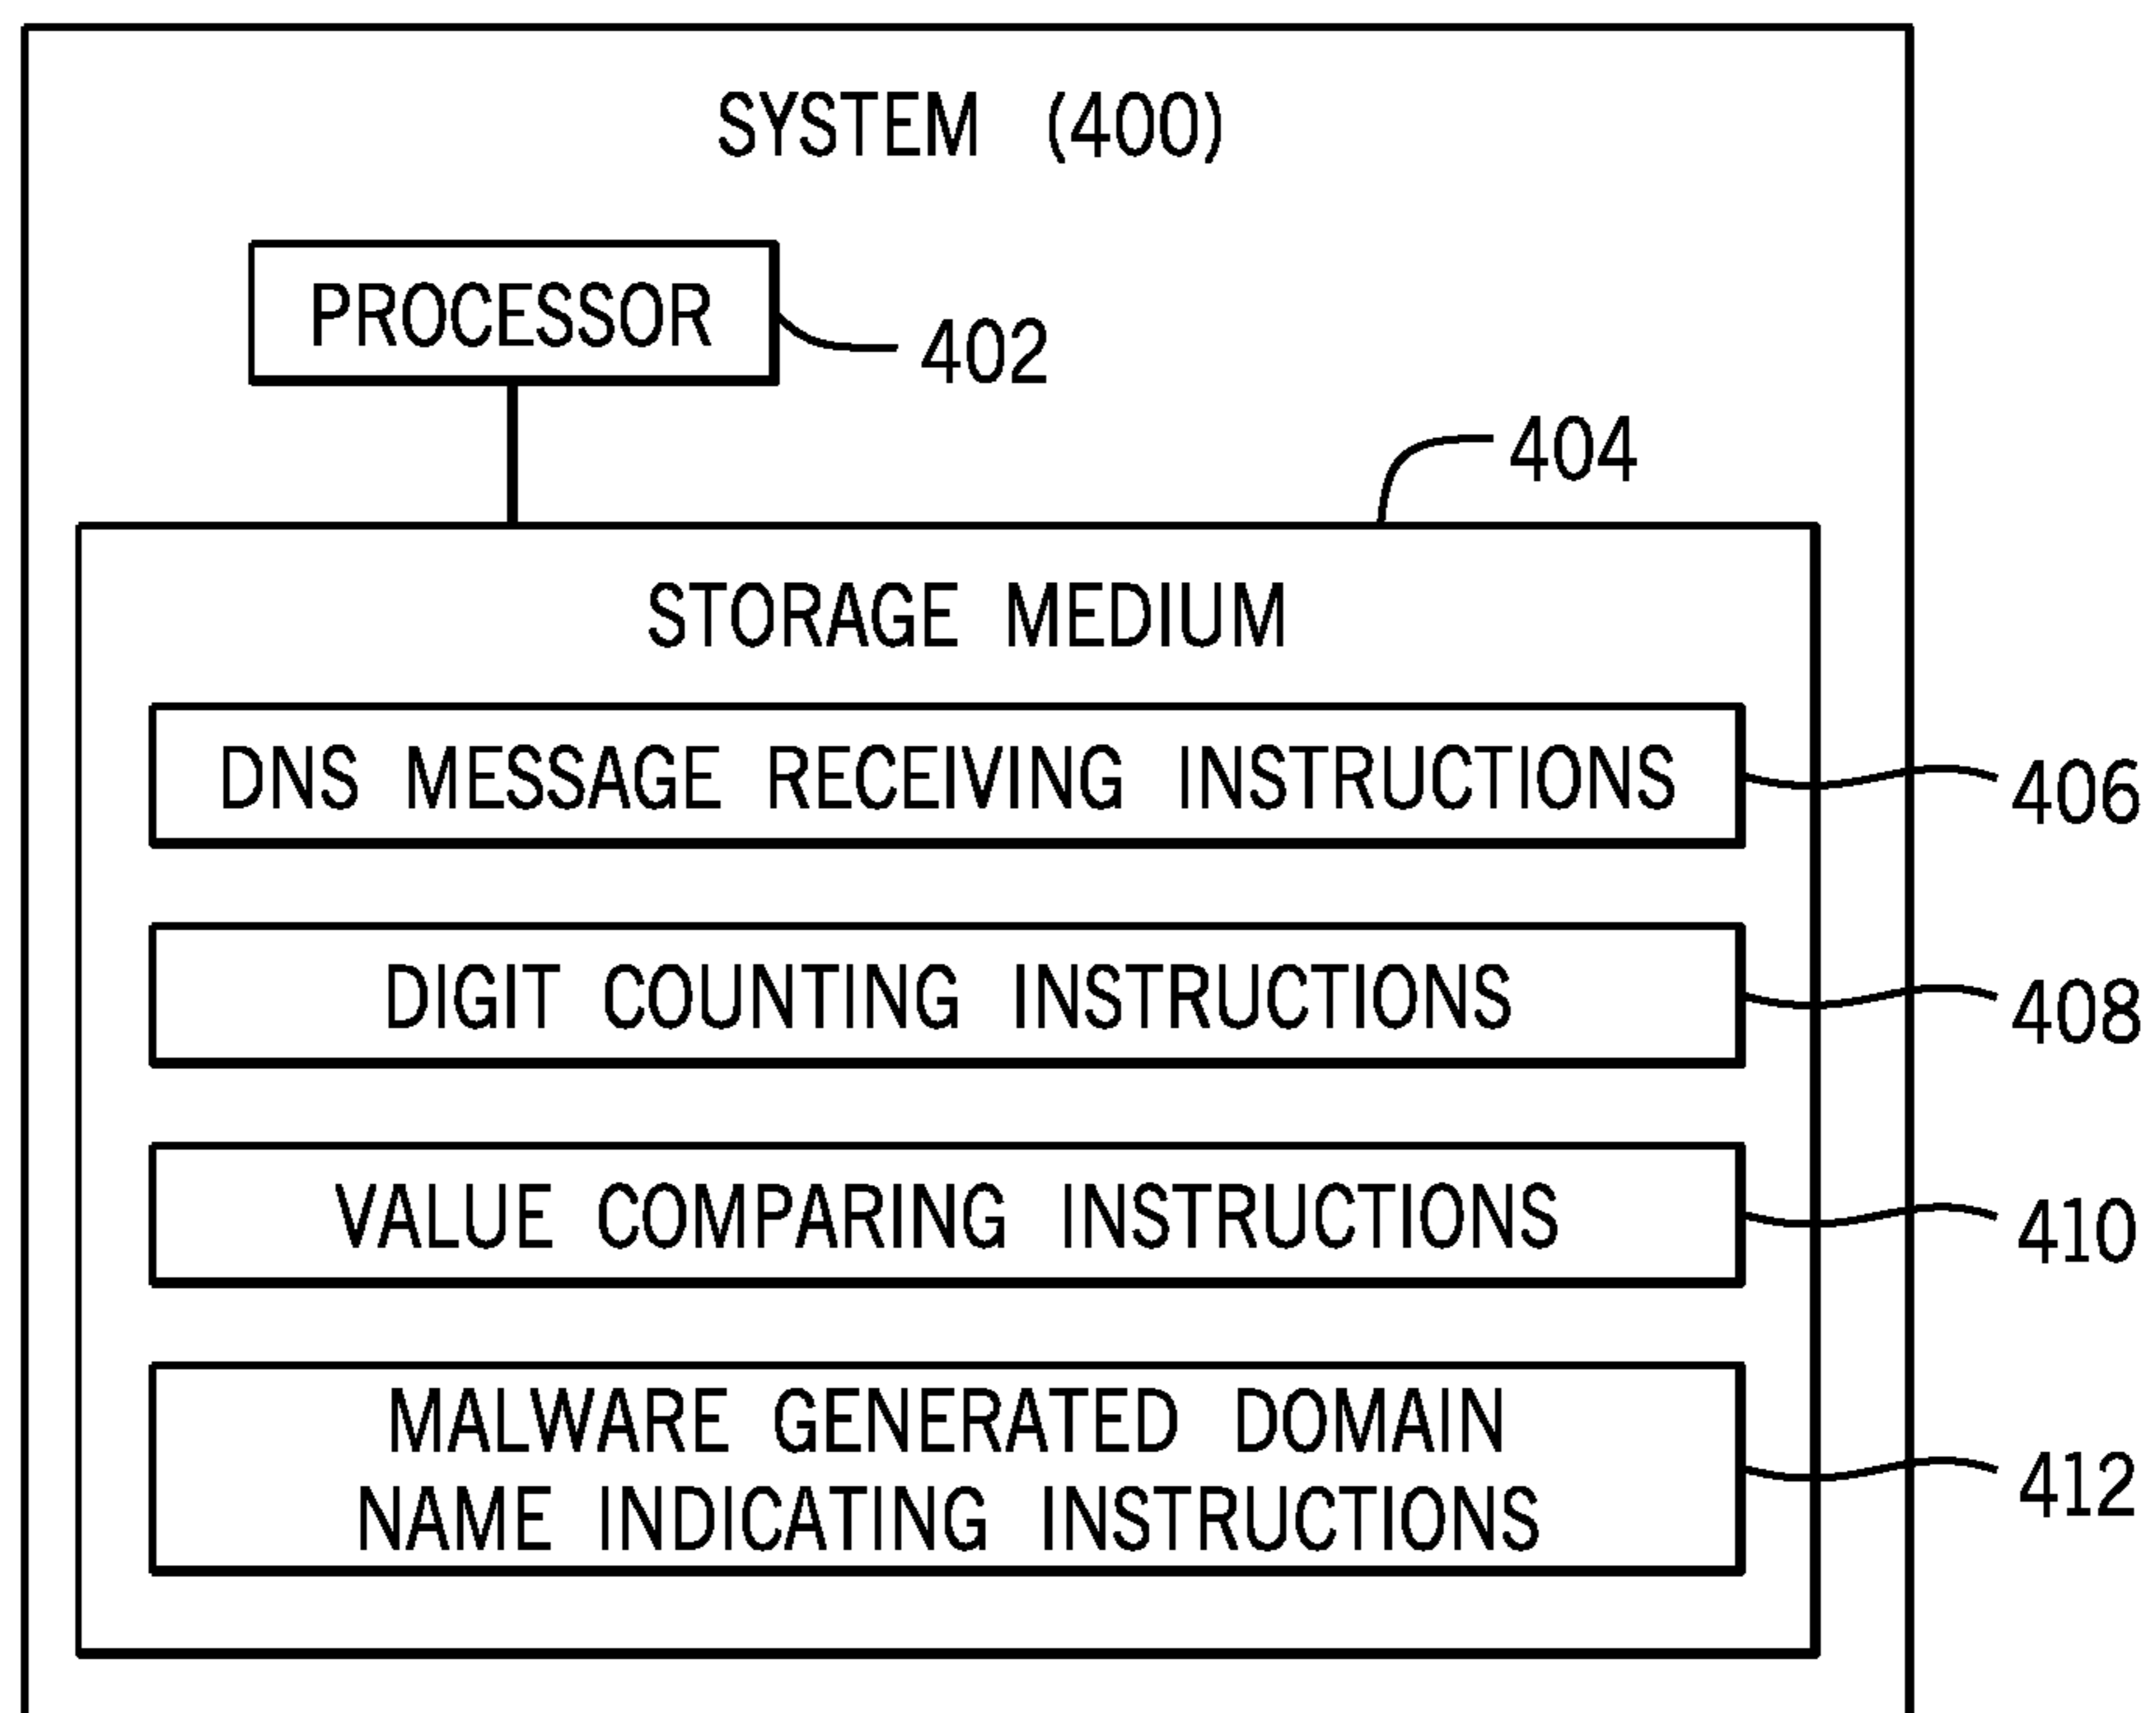 SYSTEM (400)
PROCESSOR
402
404
STORAGE MEDIUM
DNS MESSAGE RECEIVING INSTRUCTIONS
406
DIGIT COUNTING INSTRUCTIONS
408
VALUE COMPARING INSTRUCTIONS
410
MALWARE GENERATED DOMAIN
NAME INDICATING INSTRUCTIONS
412